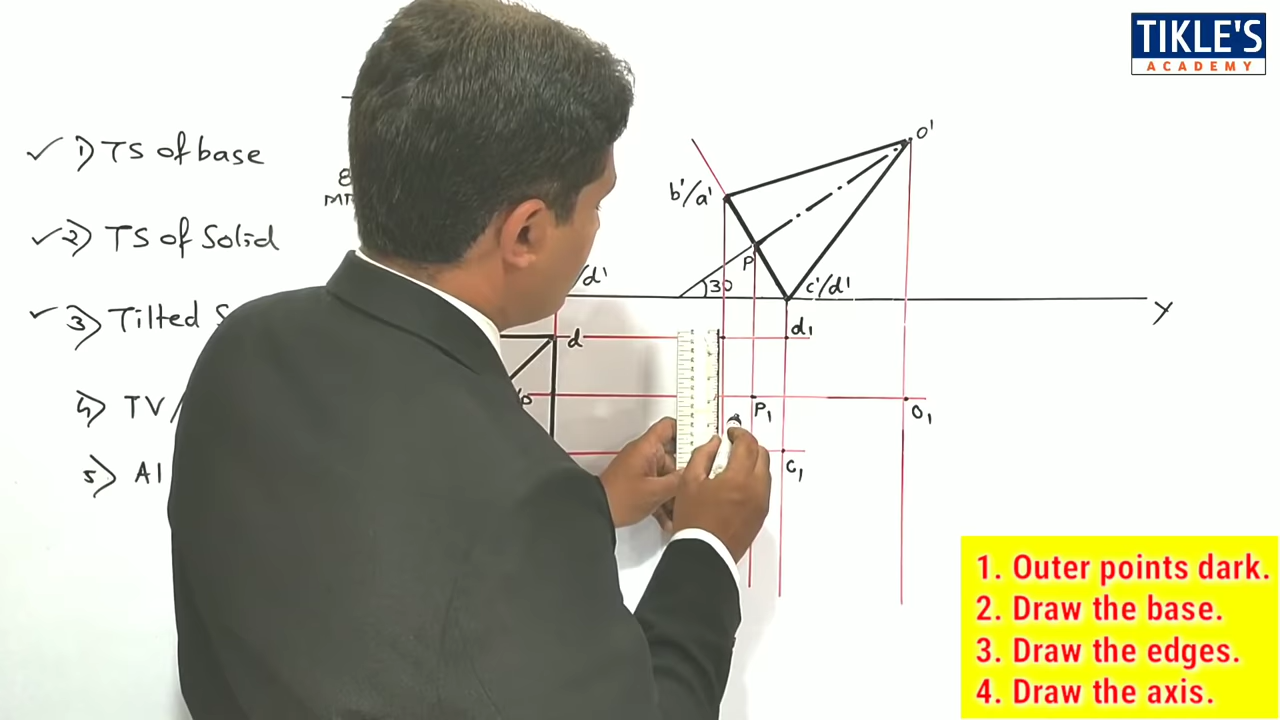 TIKLE'S
ACADEMY
✓ 1) TS of base
✓ 2) TS of Solid
✓ 3) Tilted
4) TV/
5)
O'
b'/a'
P
30
c'/d'
/d'
Y
d
d₁
P₁
O₁
C₁
1. Outer points dark.
2. Draw the base.
3. Draw the edges.
4. Draw the axis.